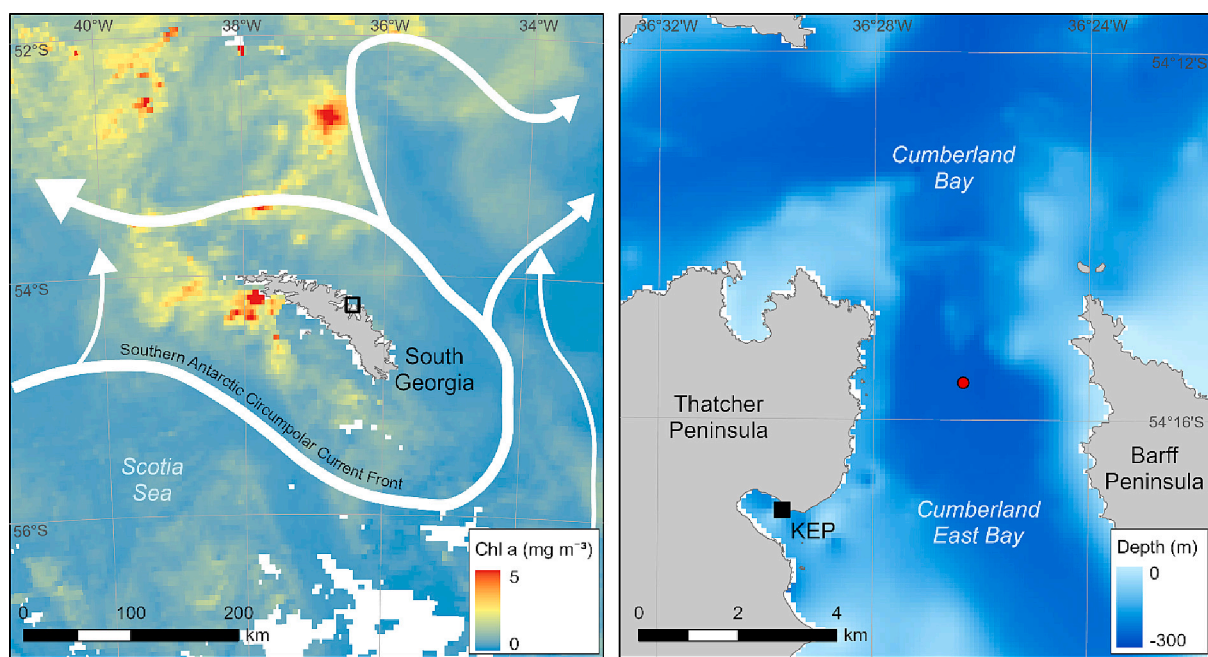 40°W
38°W
36°W
34°W
52°S
54°S
South
Georgia
Southern Antarctic Circumpolar Current Front
Scotia
Sea
56°S
Chl a (mg m⁻³)
5
0
0
100
200
km
36°32'W
36°28'W
36°24'W
54°12'S
Cumberland
Bay
Thatcher
Peninsula
54°16'S
Barff
Peninsula
KEP
Cumberland
East Bay
Depth (m)
0
-300
0
2
4
km